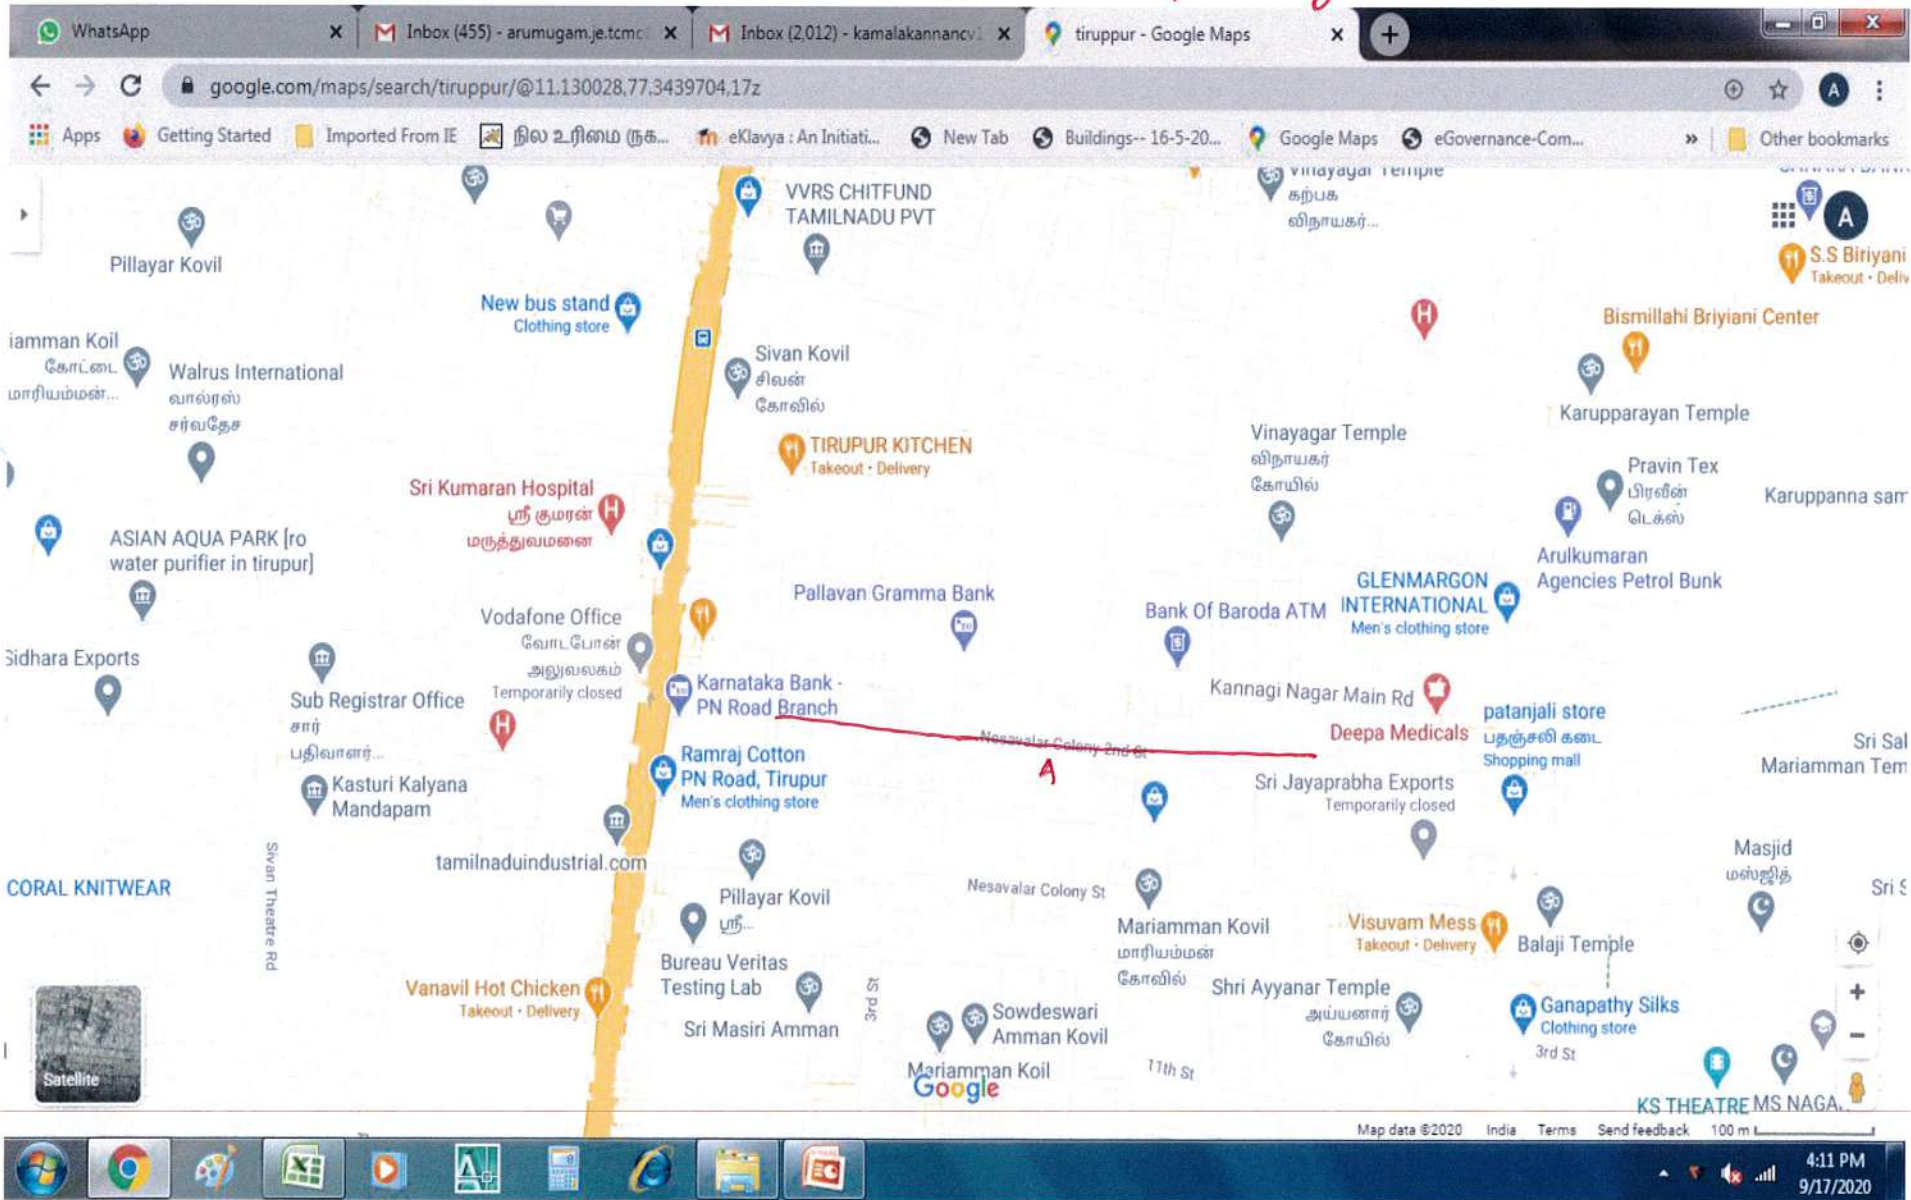 WhatsApp
Inbox (455) - arumugam.je.tcmc
Inbox (2,012) - kamalakannancv1
tiruppur - Google Maps
google.com/maps/search/tiruppur/@11.130028,77.3439704,17z
A
Apps
Getting Started
Imported From IE
நில உரிமை (நக...
eKlavya : An Initiati...
New Tab
Buildings-- 16-5-20...
Google Maps
eGovernance-Com...
»
Other bookmarks
VVRS CHITFUND
TAMILNADU PVT
Vinayagar Temple
கற்பக
விநாயகர்...
A
Pillayar Kovil
S.S Biriyani
Takeout · Deliv
New bus stand
Clothing store
Bismillahi Briyiani Center
iamman Koil
கோட்டை
மாரியம்மன்...
Walrus International
வால்ரஸ்
சர்வதேச
Sivan Kovil
சிவன்
கோவில்
Karupparayan Temple
TIRUPUR KITCHEN
Takeout · Delivery
Vinayagar Temple
விநாயகர்
கோயில்
Pravin Tex
பிரவீன்
டெக்ஸ்
Karuppanna sam
Sri Kumaran Hospital
ஸ்ரீ குமரன்
மருத்துவமனை
ASIAN AQUA PARK [ro
water purifier in tirupur]
Arulkumaran
Agencies Petrol Bunk
Pallavan Gramma Bank
GLENMARGON
INTERNATIONAL
Men's clothing store
Bank Of Baroda ATM
Vodafone Office
வோடபோன்
அலுவலகம்
Temporarily closed
Sidhara Exports
Sub Registrar Office
சார்
பதிவாளர்...
Karnataka Bank -
PN Road Branch
Kannagi Nagar Main Rd
Deepa Medicals
patanjali store
பதஞ்சலி கடை
Shopping mall
Nesavalar Colony 2nd St
A
Sri Sal
Mariamman Tem
Ramraj Cotton
PN Road, Tirupur
Men's clothing store
Kasturi Kalyana
Mandapam
Sri Jayaprabha Exports
Temporarily closed
tamilnaduindustrial.com
Masjid
மஸ்ஜித்
CORAL KNITWEAR
Sivan Theatre Rd
Pillayar Kovil
ஸ்ரீ...
Nesavalar Colony St
Sri S
Mariamman Kovil
மாரியம்மன்
கோவில்
Visuvam Mess
Takeout · Delivery
Balaji Temple
Bureau Veritas
Testing Lab
Vanavil Hot Chicken
Takeout · Delivery
Sri Masiri Amman
3rd St
Shri Ayyanar Temple
அய்யனார்
கோயில்
Ganapathy Silks
Clothing store
3rd St
Sowdeswari
Amman Kovil
Mariamman Koil
11th St
Satellite
Google
KS THEATRE
MS NAGA..
Map data ©2020
India
Terms
Send feedback
100 m
4:11 PM
9/17/2020